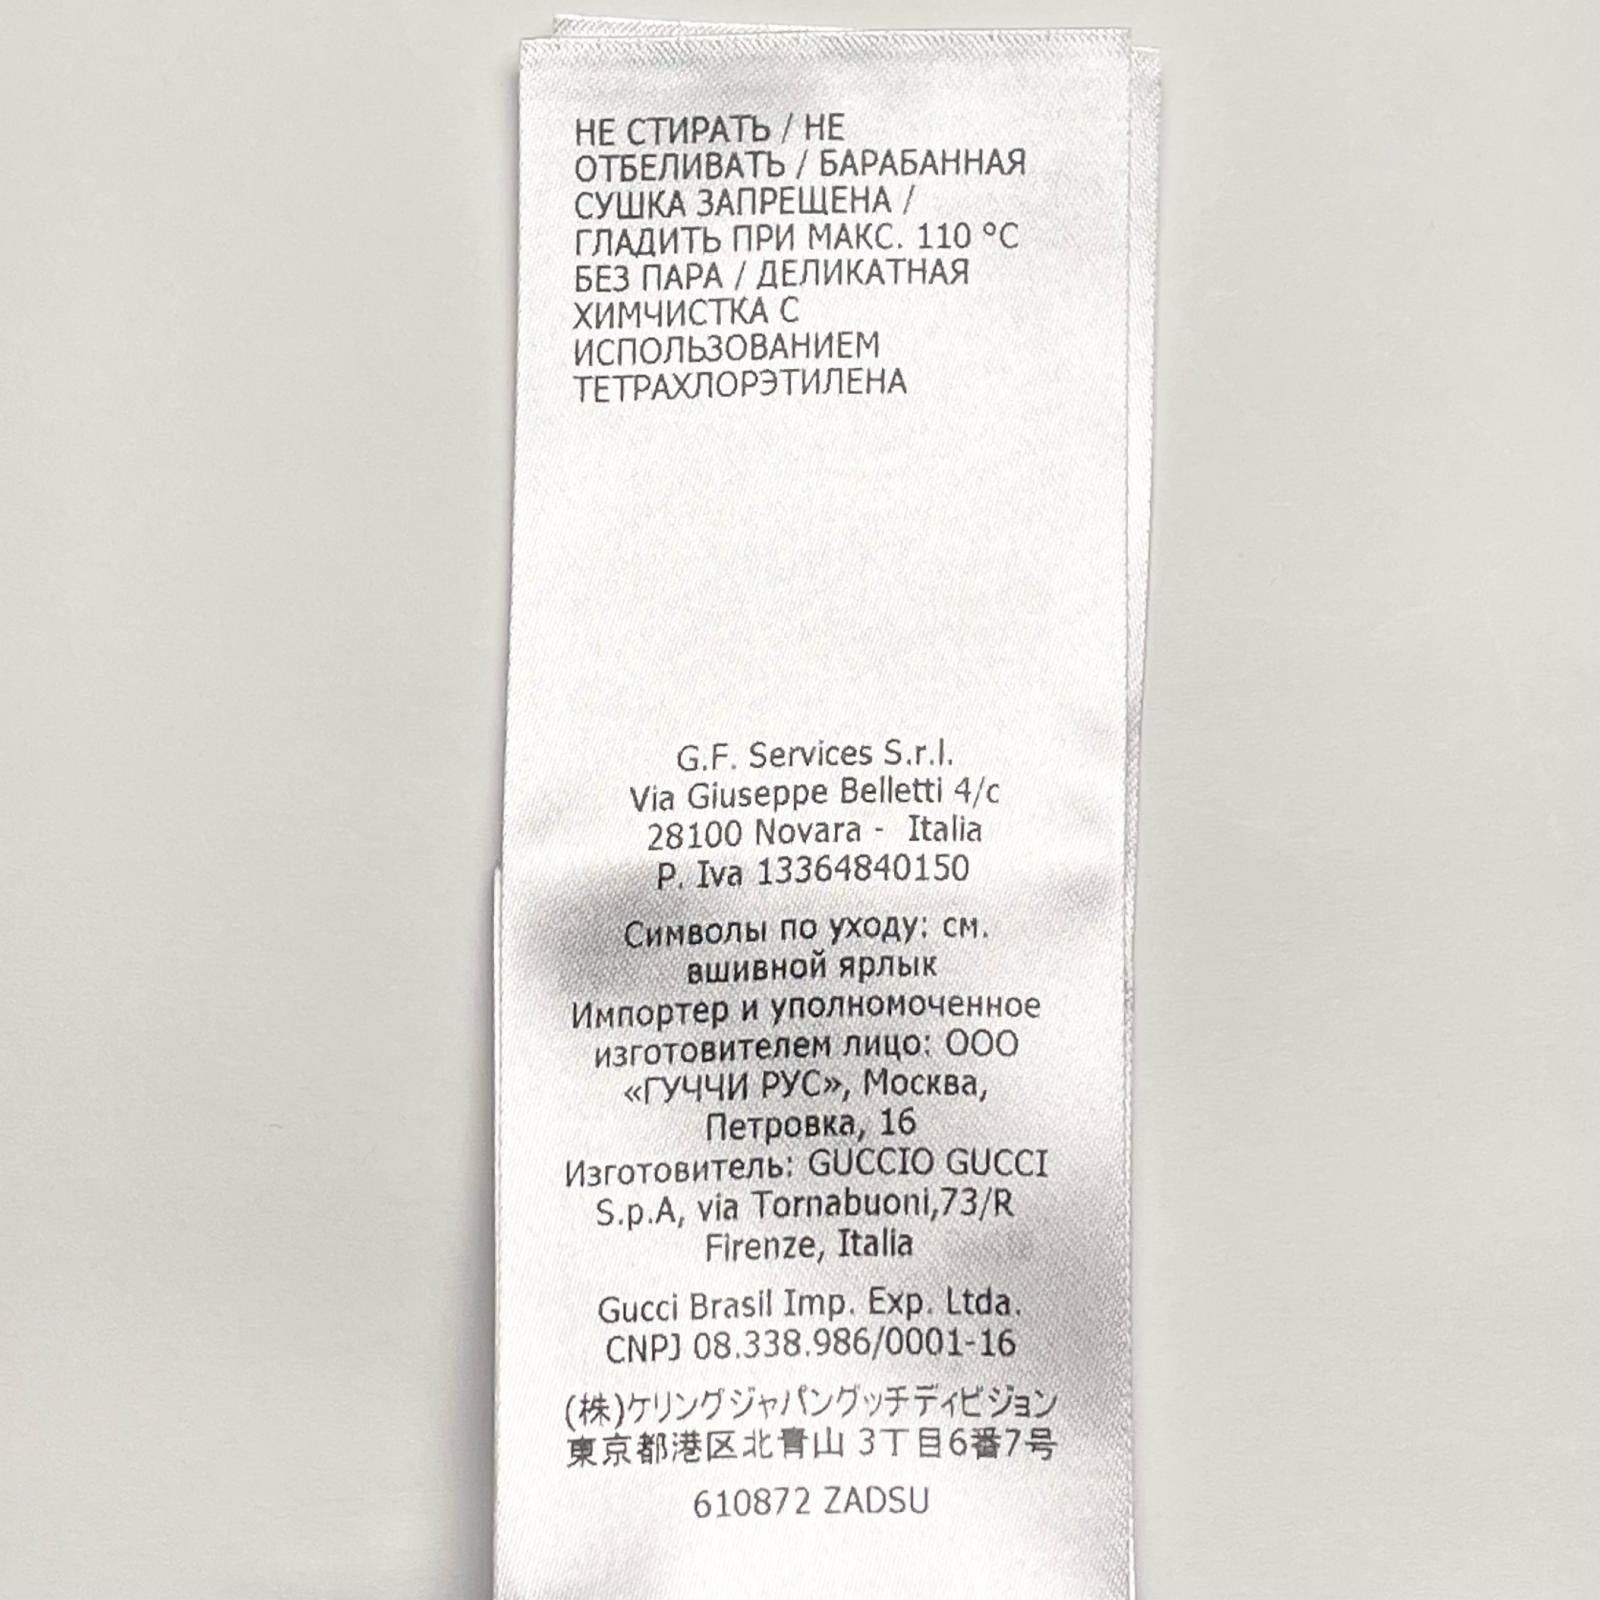 НЕ СТИРАТЬ / НЕ
ОТБЕЛИВАТЬ / БАРАБАННАЯ
СУШКА ЗАПРЕЩЕНА /
ГЛАДИТЬ ПРИ МАКС. 110 °C
БЕЗ ПАРА / ДЕЛИКАТНАЯ
ХИМЧИСТКА С
ИСПОЛЬЗОВАНИЕМ
ТЕТРАХЛОРЭТИЛЕНА
G.F. Services S.r.l.
Via Giuseppe Belletti 4/c
28100 Novara - Italia
P. Iva 13364840150
Символы по уходу: см.
вшивной ярлык
Импортер и уполномоченное
изготовителем лицо: ООО
«ГУЧЧИ РУС», Москва,
Петровка, 16
Изготовитель: GUCCIO GUCCI
S.p.A, via Tornabuoni,73/R
Firenze, Italia
Gucci Brasil Imp. Exp. Ltda.
CNPJ 08.338.986/0001-16
(株)ケリングジャパングッチディビジョン
東京都港区北青山 3丁目6番7号
610872 ZADSU